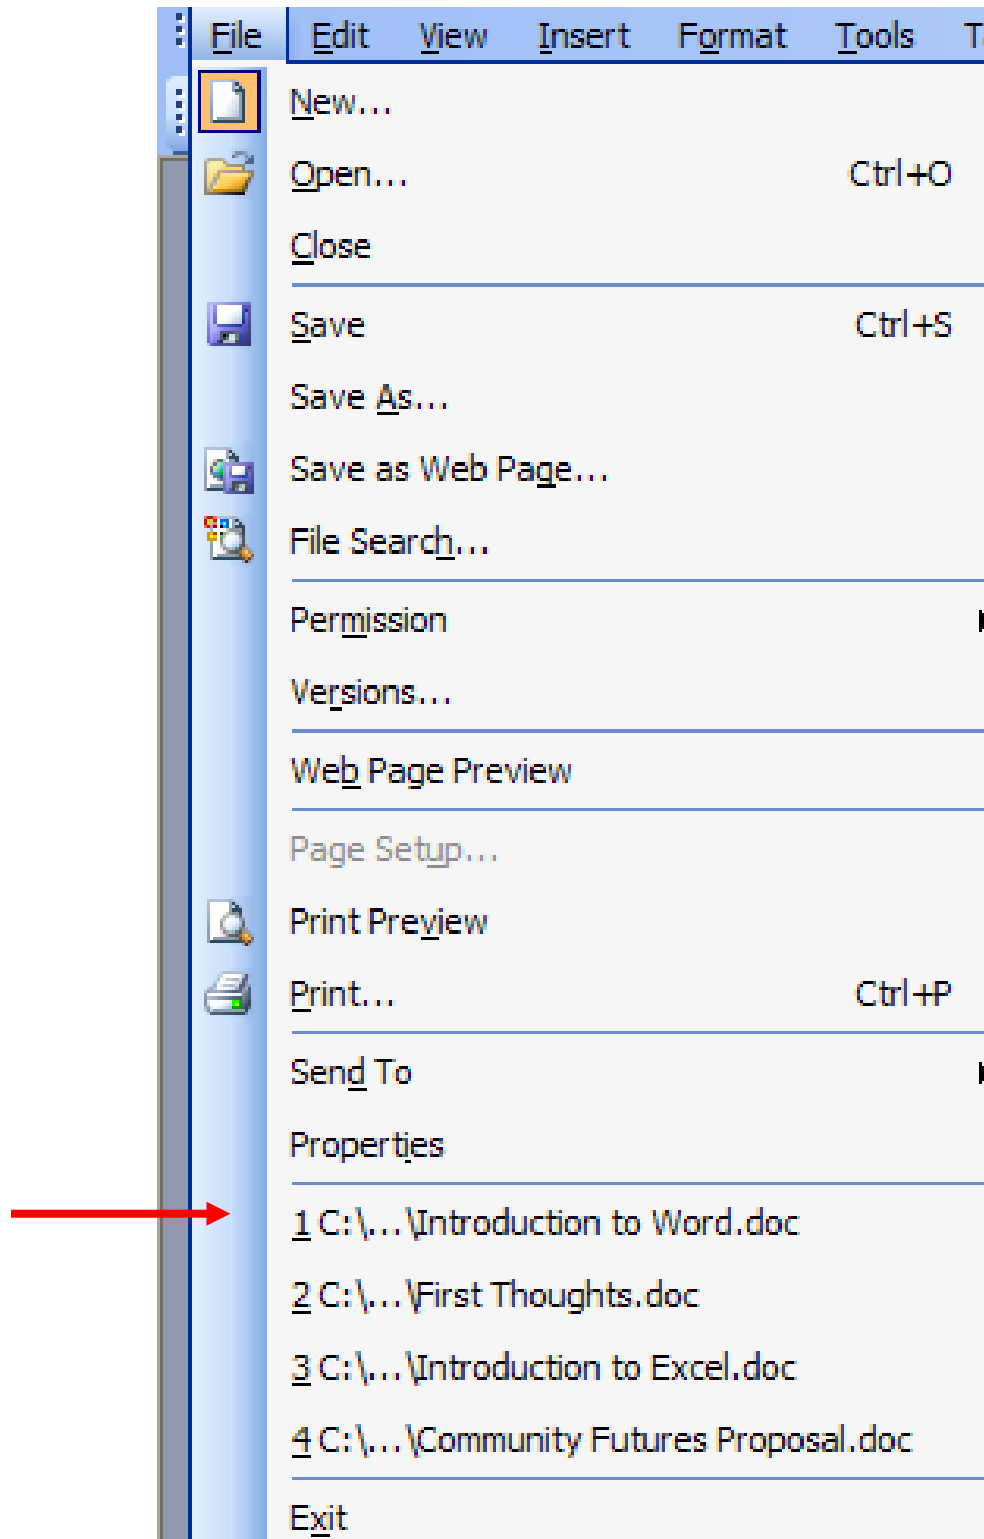 File Edit View Insert Format Tools
New...
Open... Ctrl+O
Close
Save Ctrl+S
Save As...
Save as Web Page...
File Search...
Permission
Versions...
Web Page Preview
Page Setup...
Print Preview
Print... Ctrl+P
Send To
Properties
1 C:\...\Introduction to Word.doc
2 C:\...\First Thoughts.doc
3 C:\...\Introduction to Excel.doc
4 C:\...\Community Futures Proposal.doc
Exit